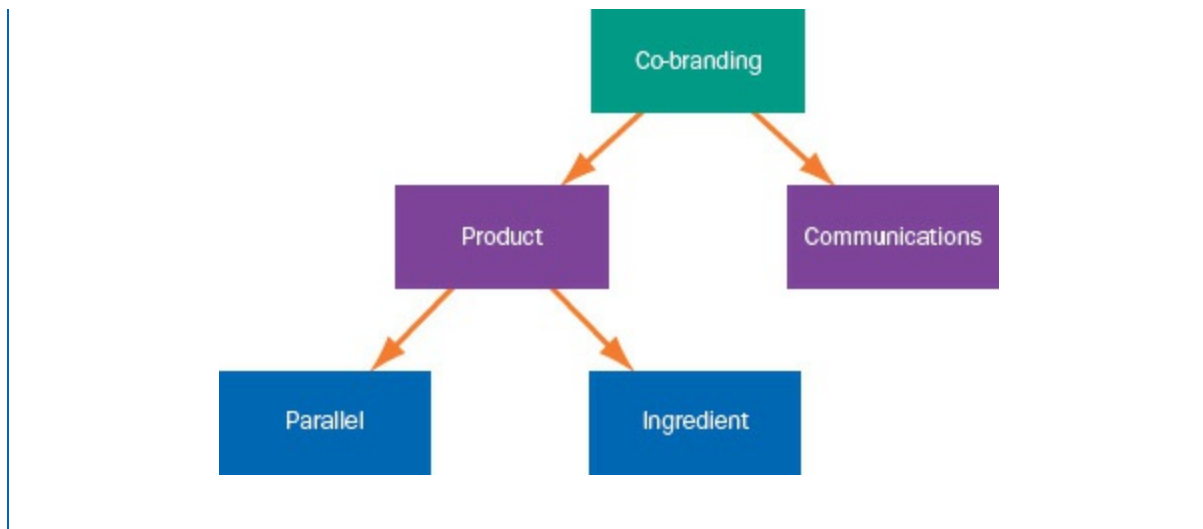 Co-branding
Product
Communications
Parallel
Ingredient